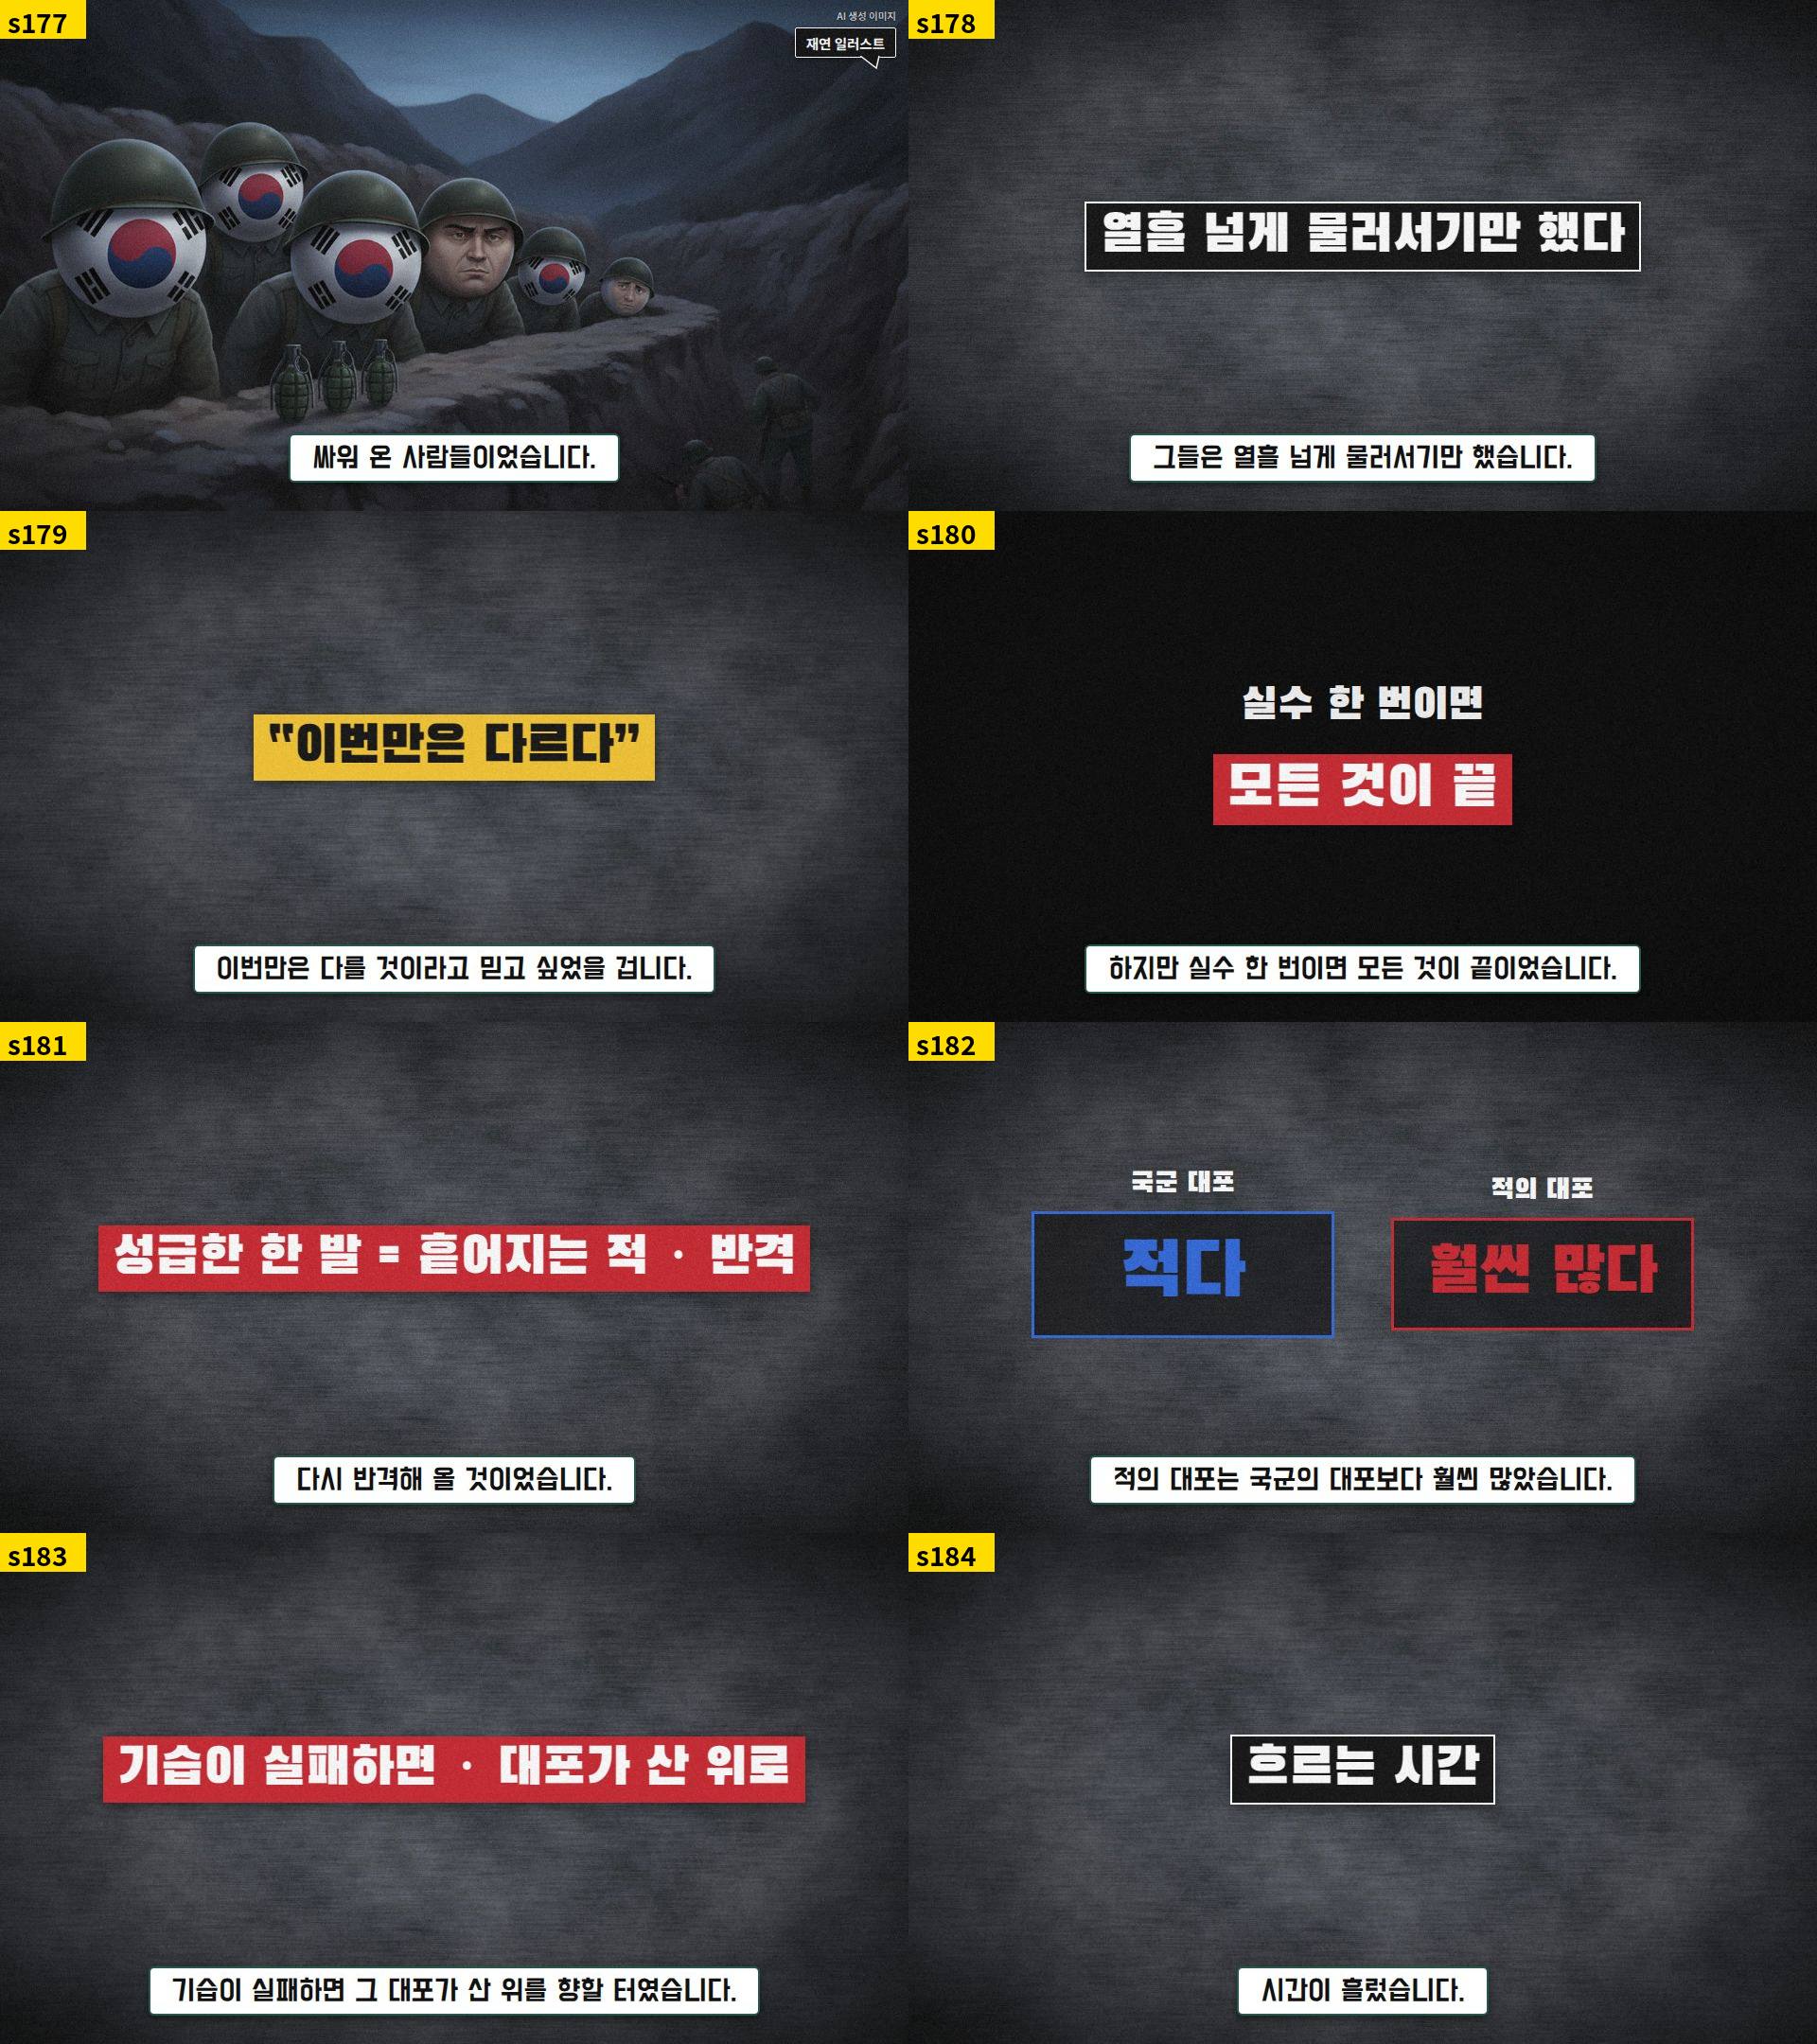 s177
AI 생성 이미지
재연 일러스트
싸워 온 사람들이었습니다.
s178
열흘 넘게 물러서기만 했다
그들은 열흘 넘게 물러서기만 했습니다.
s179
“이번만은 다르다”
이번만은 다를 것이라고 믿고 싶었을 겁니다.
s180
실수 한 번이면
모든 것이 끝
하지만 실수 한 번이면 모든 것이 끝이었습니다.
s181
성급한 한 발 = 흩어지는 적 · 반격
다시 반격해 올 것이었습니다.
s182
국군 대포
적다
적의 대포
훨씬 많다
적의 대포는 국군의 대포보다 훨씬 많았습니다.
s183
기습이 실패하면 · 대포가 산 위로
기습이 실패하면 그 대포가 산 위를 향할 터였습니다.
s184
흐르는 시간
시간이 흘렀습니다.